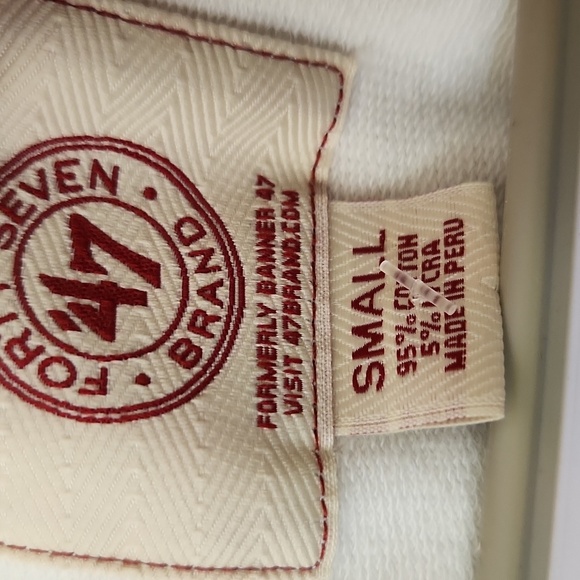 FORTY SEVEN
'47
BRAND
FORMERLY BANNER 47
VISIT 47BRAND.COM
SMALL
95% COTTON
5% LYCRA
MADE IN PERU